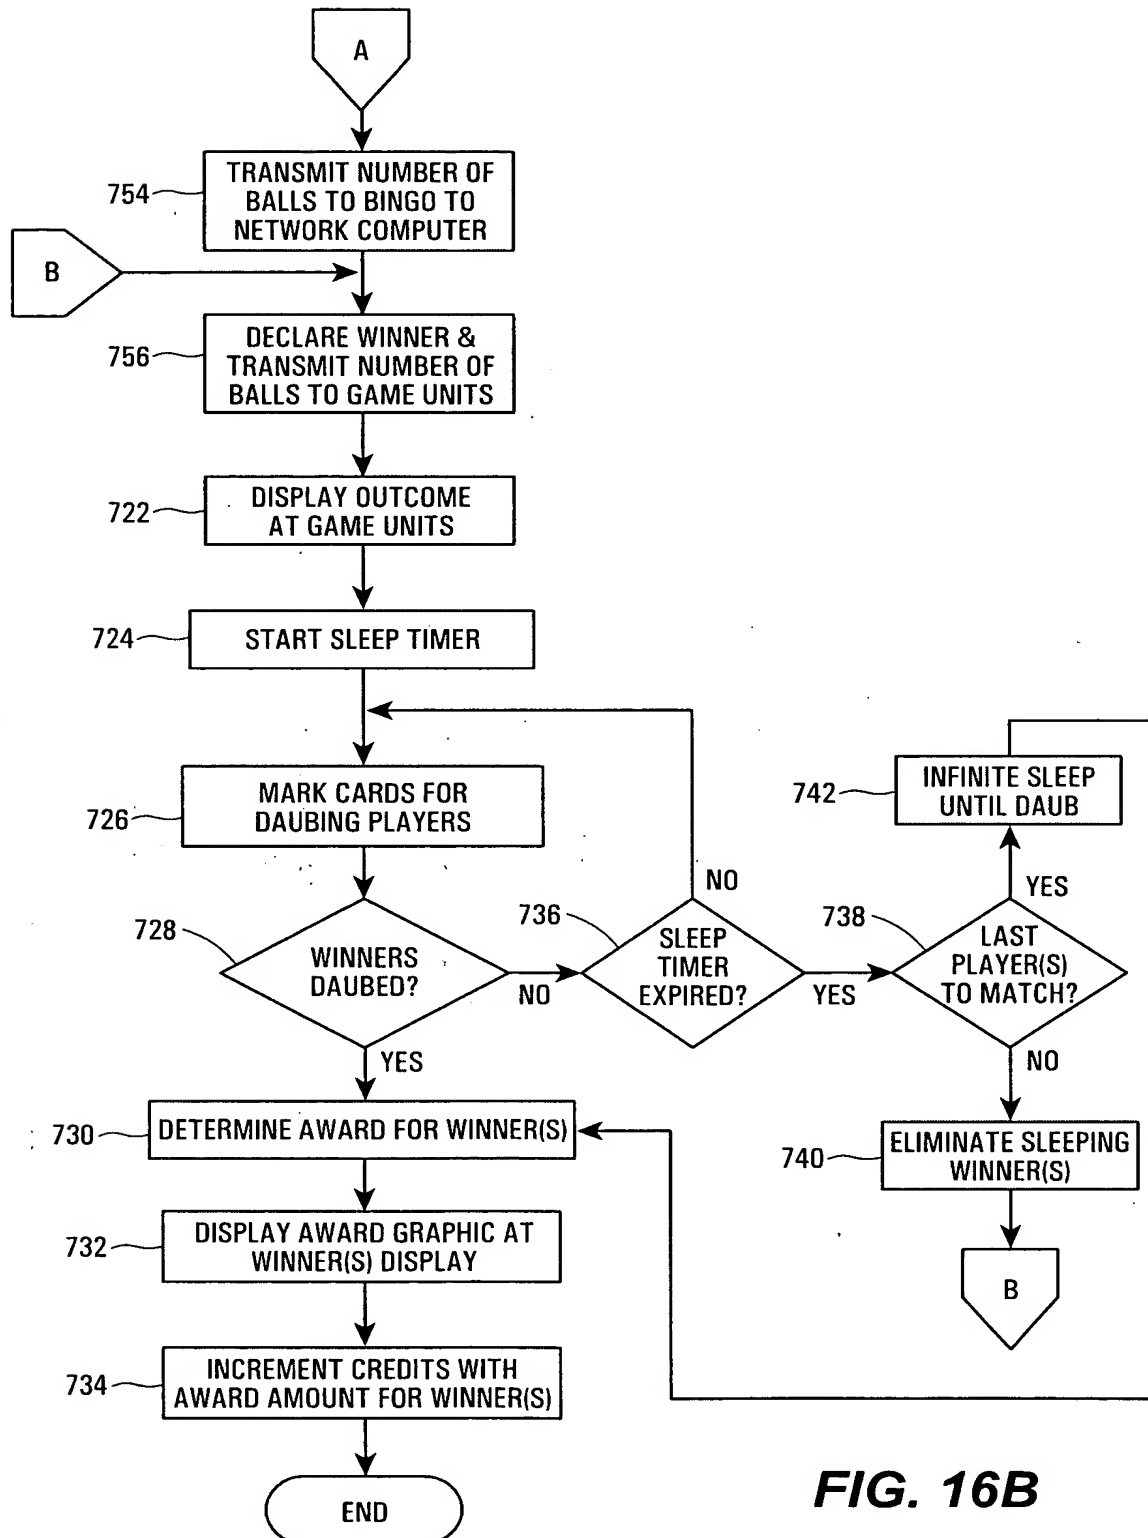 A
754
TRANSMIT NUMBER OF
BALLS TO BINGO TO
NETWORK COMPUTER
B
756
DECLARE WINNER &
TRANSMIT NUMBER OF
BALLS TO GAME UNITS
722
DISPLAY OUTCOME
AT GAME UNITS
724
START SLEEP TIMER
726
MARK CARDS FOR
DAUBING PLAYERS
742
INFINITE SLEEP
UNTIL DAUB
728
WINNERS
DAUBED?
NO
YES
736
SLEEP
TIMER
EXPIRED?
NO
YES
738
LAST
PLAYER(S)
TO MATCH?
YES
NO
730
DETERMINE AWARD FOR WINNER(S)
740
ELIMINATE SLEEPING
WINNER(S)
732
DISPLAY AWARD GRAPHIC AT
WINNER(S) DISPLAY
B
734
INCREMENT CREDITS WITH
AWARD AMOUNT FOR WINNER(S)
END
FIG. 16B